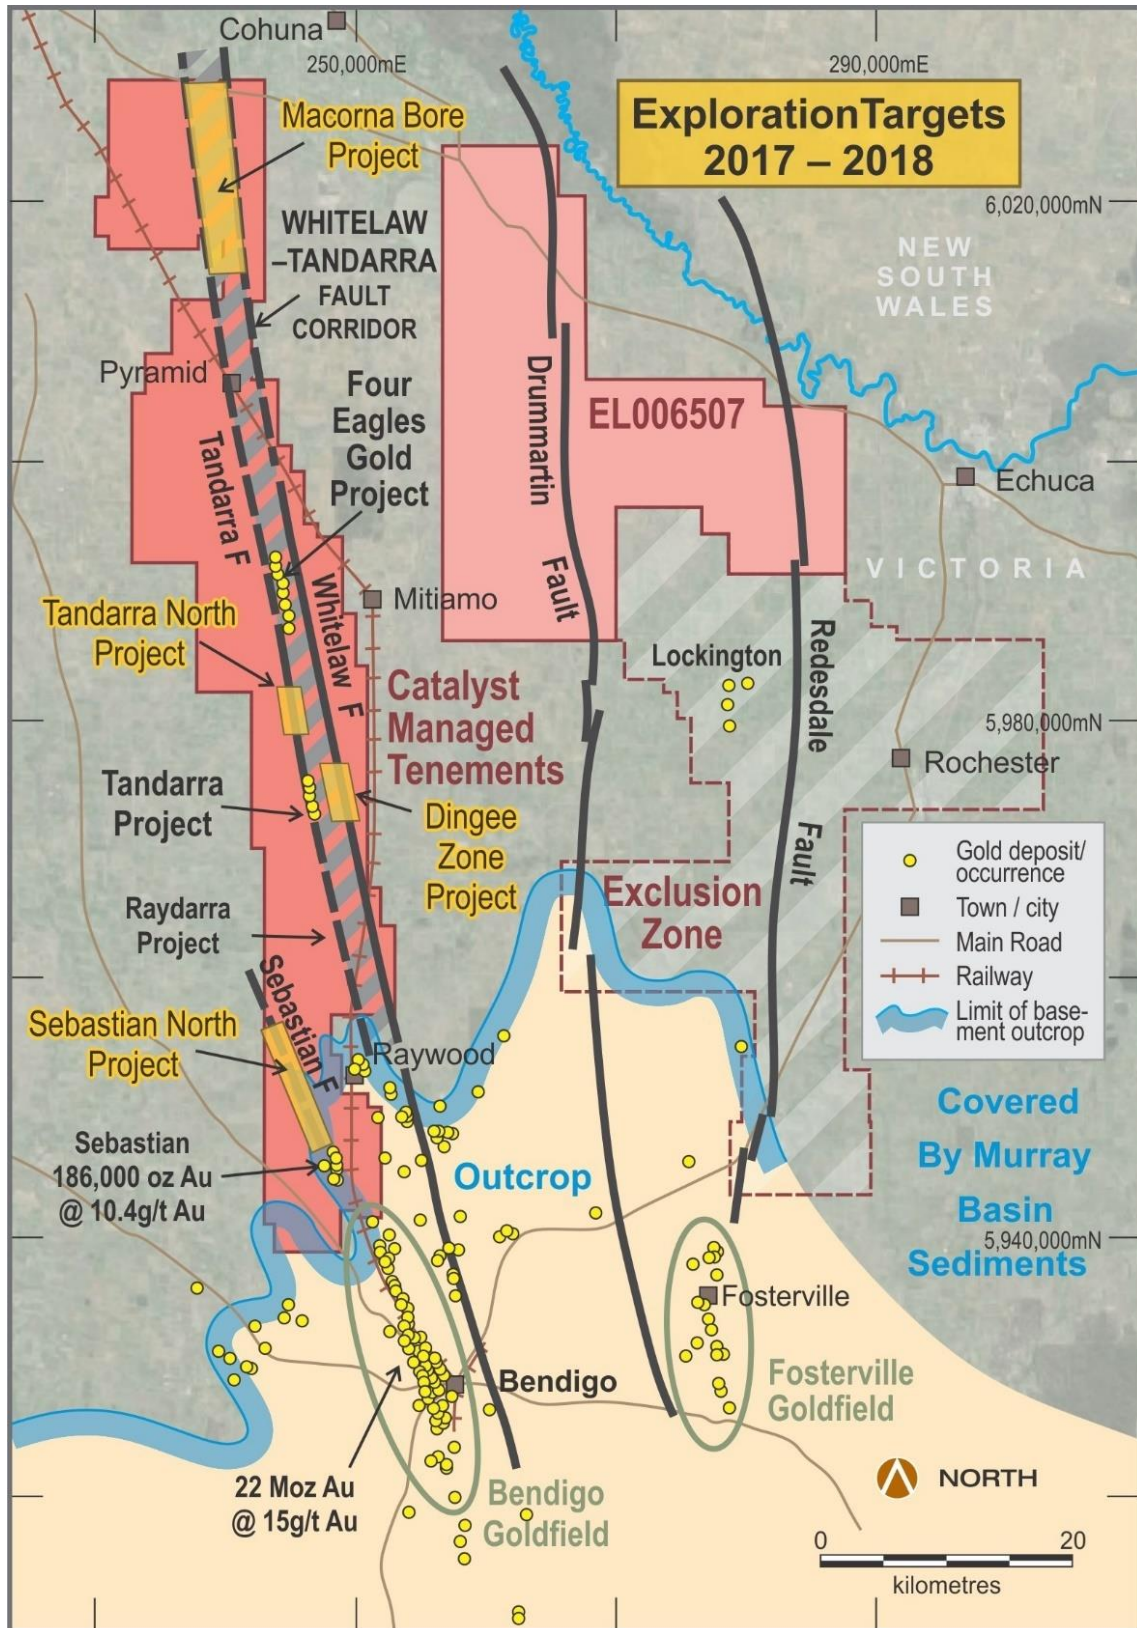 Cohuna
250,000mE
290,000mE
ExplorationTargets
2017 – 2018
Macorna Bore
Project
6,020,000mN
WHITELAW
–TANDARRA
FAULT
CORRIDOR
NEW
SOUTH
WALES
Pyramid
Four
Eagles
Gold
Project
Drummartin
Fault
EL006507
Echuca
Tandarra F
Whitelaw F
VICTORIA
Mitiamo
Tandarra North
Project
Lockington
Redesdale
Fault
Catalyst
Managed
Tenements
5,980,000mN
Rochester
Tandarra
Project
Dingee
Zone
Project
Gold deposit/
occurrence
Town / city
Main Road
Railway
Limit of base-
ment outcrop
Exclusion
Zone
Raydarra
Project
Sebastian F
Sebastian North
Project
Raywood
Covered
By Murray
Basin
Sediments
Sebastian
186,000 oz Au
@ 10.4g/t Au
Outcrop
5,940,000mN
Fosterville
Bendigo
Fosterville
Goldfield
22 Moz Au
@ 15g/t Au
Bendigo
Goldfield
NORTH
0 20
kilometres